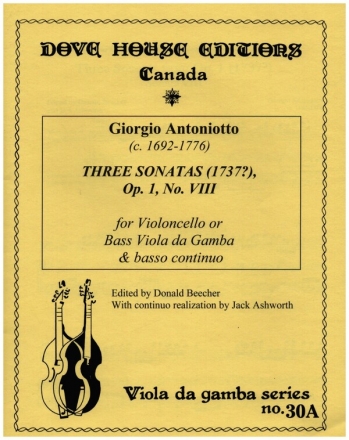 DOVE HOUSE EDITIONS
Canada
Giorgio Antoniotto
(c. 1692-1776)
THREE SONATAS (1737?),
Op. 1, No. VIII
for Violoncello or
Bass Viola da Gamba
& basso continuo
Edited by Donald Beecher
With continuo realization by Jack Ashworth
Viola da gamba series
no. 30A